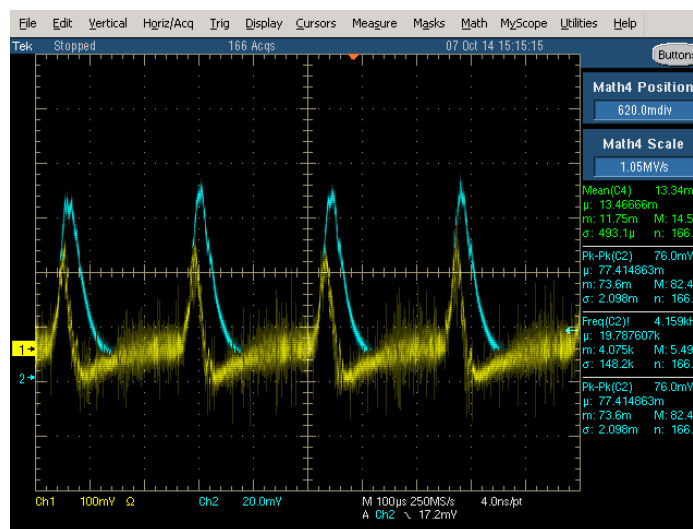 File Edit Vertical Horiz/Acq Trig Display Cursors Measure Masks Math MyScope Utilities Help
Tek Stopped 166 Acqs 07 Oct 14 15:15:15
Button
Math4 Position
620.0mdiv
Math4 Scale
1.05MV/s
Mean(C4) 13.34m
µ: 13.46666m
m: 11.75m M: 14.5
σ: 493.1µ n: 166.
Pk-Pk(C2) 76.0mV
µ: 77.414863m
m: 73.6m M: 82.4
σ: 2.098m n: 166.
Freq(C2)! 4.159kH
µ: 19.787607k
m: 4.075k M: 5.49
σ: 148.2k n: 166.
Pk-Pk(C2) 76.0mV
µ: 77.414863m
m: 73.6m M: 82.4
σ: 2.098m n: 166.
1
2
Ch1 100mV Ω Ch2 20.0mV M 100µs 250MS/s 4.0ns/pt
A Ch2 17.2mV